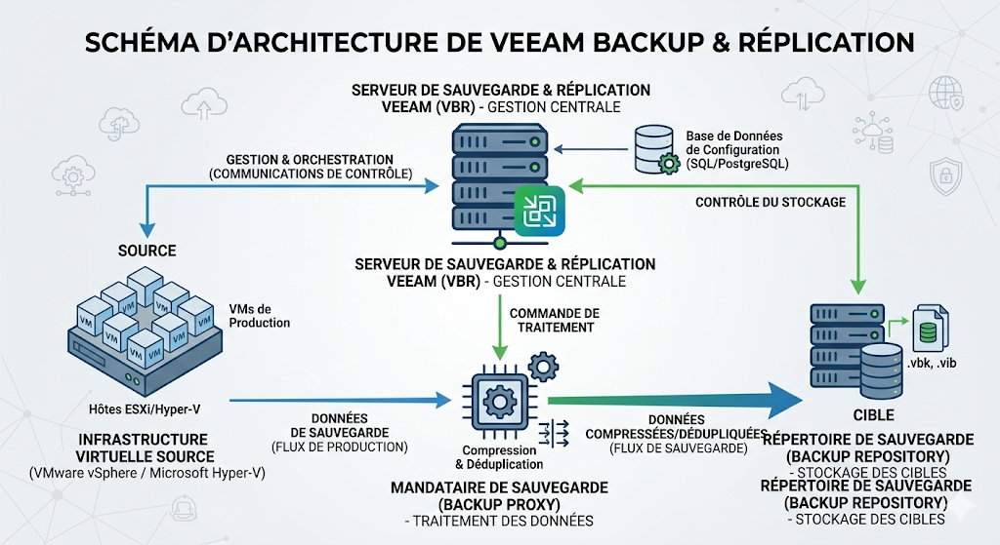 SCHÉMA D'ARCHITECTURE DE VEEAM BACKUP & RÉPLICATION
SERVEUR DE SAUVEGARDE & RÉPLICATION
VEEAM (VBR) - GESTION CENTRALE
Base de Données
de Configuration
(SQL/PostgreSQL)
GESTION & ORCHESTRATION
(COMMUNICATIONS DE CONTRÔLE)
CONTRÔLE DU STOCKAGE
SOURCE
SERVEUR DE SAUVEGARDE & RÉPLICATION
VEEAM (VBR) - GESTION CENTRALE
VM
VM
VM
VM
VM
VM
VM
VMs de
Production
COMMANDE DE
TRAITEMENT
.vbk, .vib
Hôtes ESXi/Hyper-V
DONNÉES
DE SAUVEGARDE
(FLUX DE PRODUCTION)
INFRASTRUCTURE
VIRTUELLE SOURCE
(VMware vSphere / Microsoft Hyper-V)
Compression
& Déduplication
MANDATAIRE DE SAUVEGARDE
(BACKUP PROXY)
- TRAITEMENT DES DONNÉES
DONNÉES
COMPRESSÉES/DÉDUPLIQUÉES
(FLUX DE SAUVEGARDE)
CIBLE
RÉPERTOIRE DE SAUVEGARDE
(BACKUP REPOSITORY)
- STOCKAGE DES CIBLES
RÉPERTOIRE DE SAUVEGARDE
(BACKUP REPOSITORY)
- STOCKAGE DES CIBLES